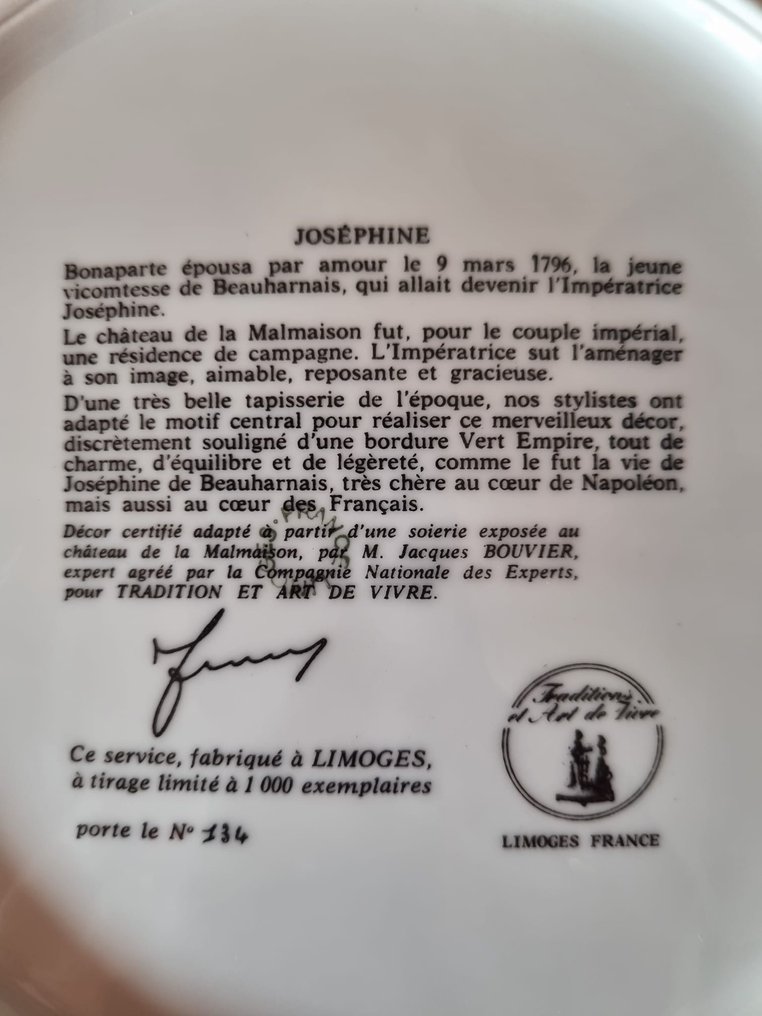 JOSÉPHINE
Bonaparte épousa par amour le 9 mars 1796, la jeune
vicomtesse de Beauharnais, qui allait devenir l'Impératrice
Joséphine.
Le château de la Malmaison fut, pour le couple impérial,
une résidence de campagne. L'Impératrice sut l'aménager
à son image, aimable, reposante et gracieuse.
D'une très belle tapisserie de l'époque, nos stylistes ont
adapté le motif central pour réaliser ce merveilleux décor,
discrètement souligné d'une bordure Vert Empire, tout de
charme, d'équilibre et de légèreté, comme le fut la vie de
Joséphine de Beauharnais, très chère au cœur de Napoléon,
mais aussi au cœur des Français.
Décor certifié adapté à partir d'une soierie exposée au
château de la Malmaison, par M. Jacques BOUVIER,
expert agréé par la Compagnie Nationale des Experts,
pour TRADITION ET ART DE VIVRE.
Ce service, fabriqué à LIMOGES,
à tirage limité à 1 000 exemplaires
porte le Nº 134
Traditions
et Art de Vivre
LIMOGES FRANCE